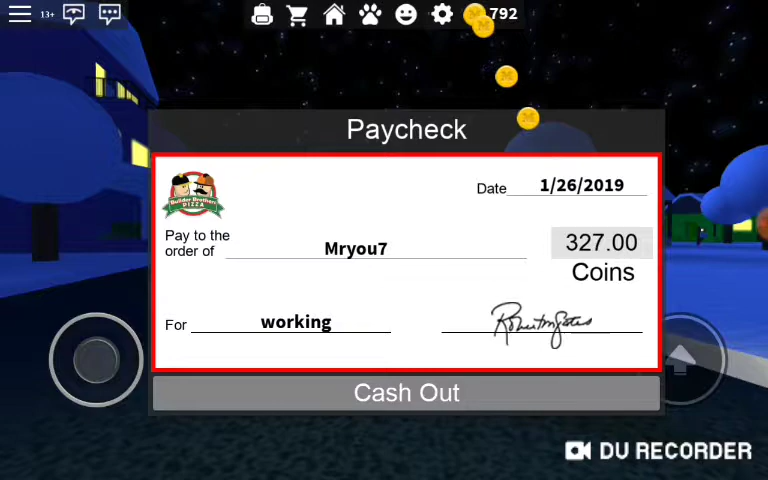 13+
792
Paycheck
Builder Brothers
PIZZA
Date 1/26/2019
Pay to the
order of Mryou7
327.00
Coins
For working
Cash Out
DU RECORDER